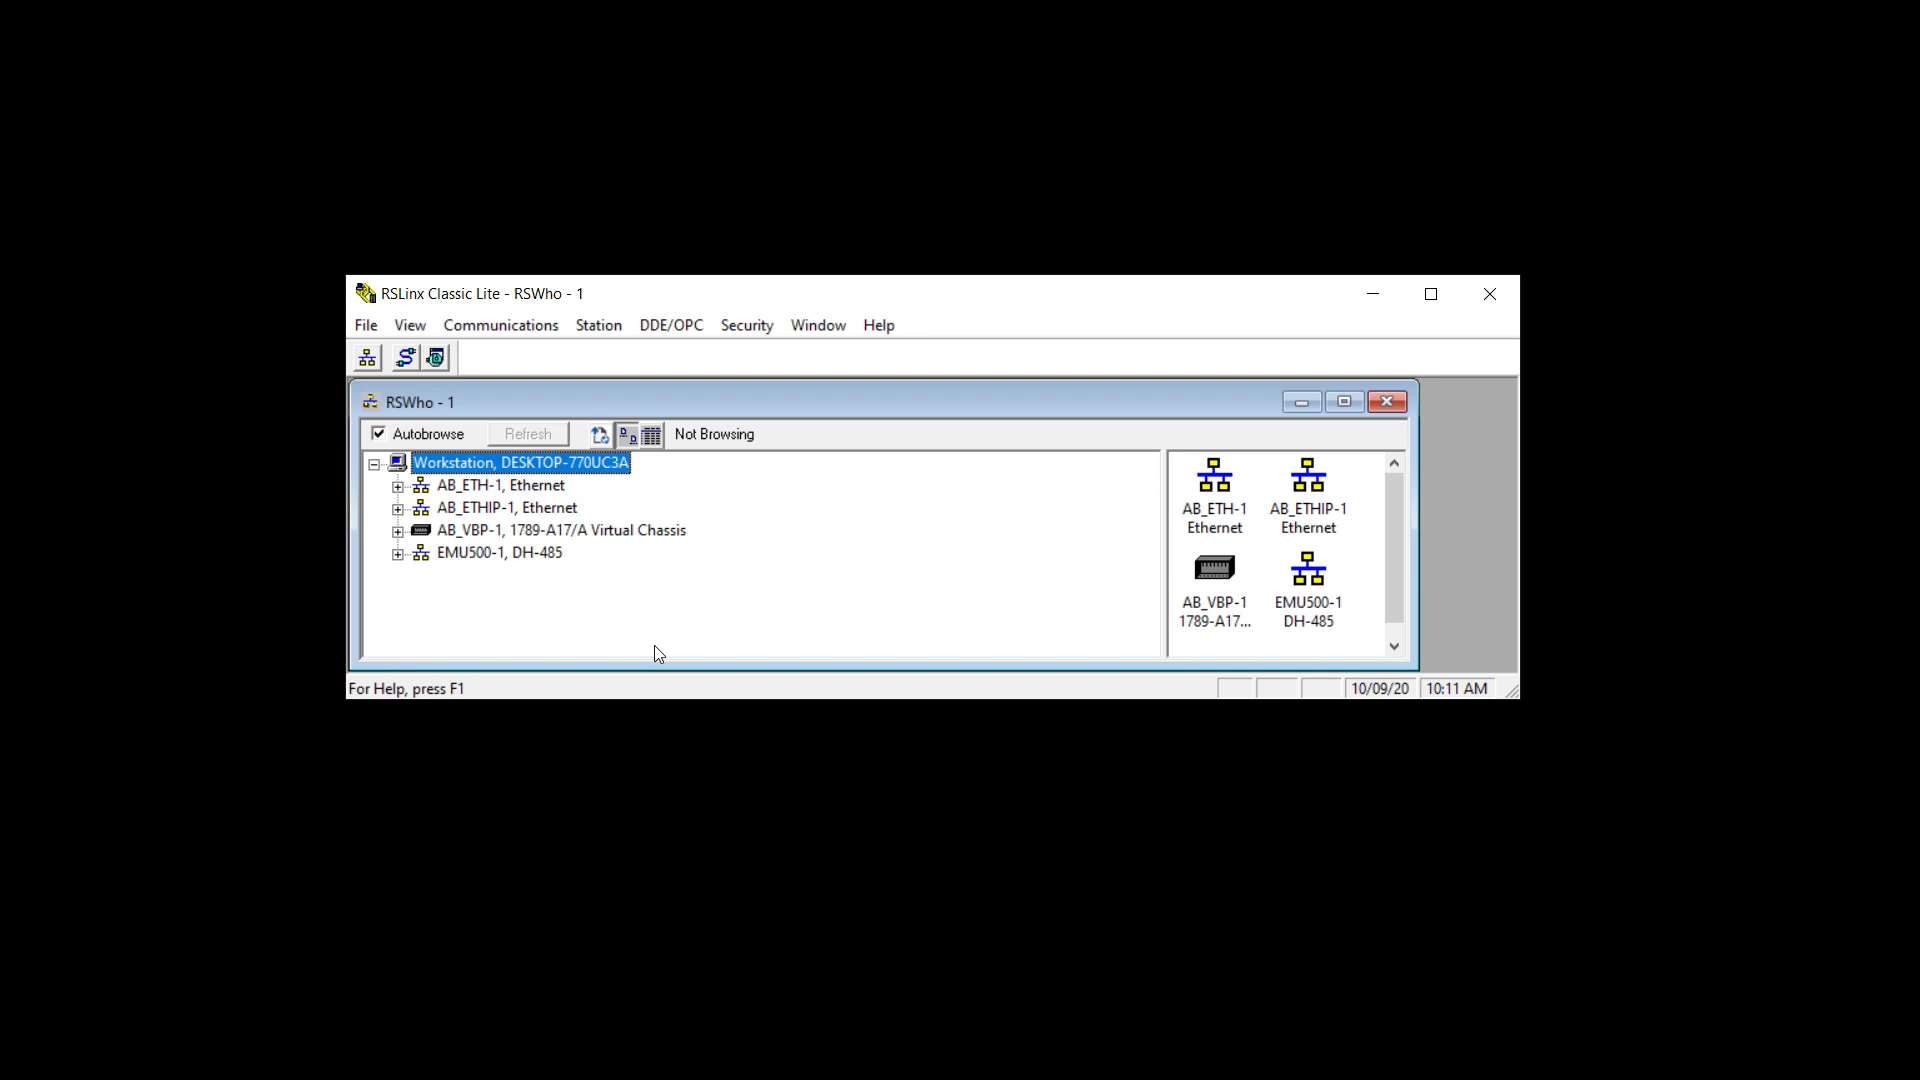 RSLinx Classic Lite - RSWho - 1
File View Communications Station DDE/OPC Security Window Help
RSWho - 1
Autobrowse Refresh Not Browsing
Workstation, DESKTOP-770UC3A
AB_ETH-1, Ethernet
AB_ETHIP-1, Ethernet
AB_VBP-1, 1789-A17/A Virtual Chassis
EMU500-1, DH-485
AB_ETH-1 AB_ETHIP-1
Ethernet Ethernet
AB_VBP-1 EMU500-1
1789-A17... DH-485
For Help, press F1 10/09/20 10:11 AM